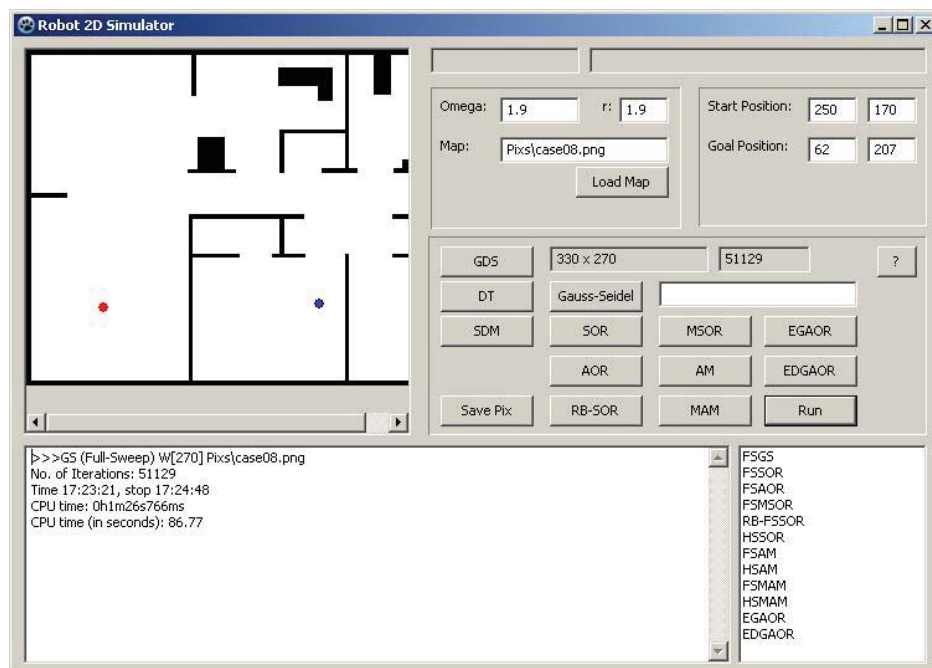 Robot 2D Simulator
Omega: 1.9 r: 1.9
Map: Pixs\case08.png
Load Map
Start Position: 250 170
Goal Position: 62 207
GDS 330 x 270 51129 ?
DT Gauss-Seidel
SDM SOR MSOR EGAOR
AOR AM EDGAOR
Save Pix RB-SOR MAM Run
>>>GS (Full-Sweep) W[270] Pixs\case08.png
No. of Iterations: 51129
Time 17:23:21, stop 17:24:48
CPU time: 0h1m26s766ms
CPU time (in seconds): 86.77
FSGS
FSSOR
FSAOR
FSMSOR
RB-FSSOR
HSSOR
FSAM
HSAM
FSMAM
HSMAM
EGAOR
EDGAOR